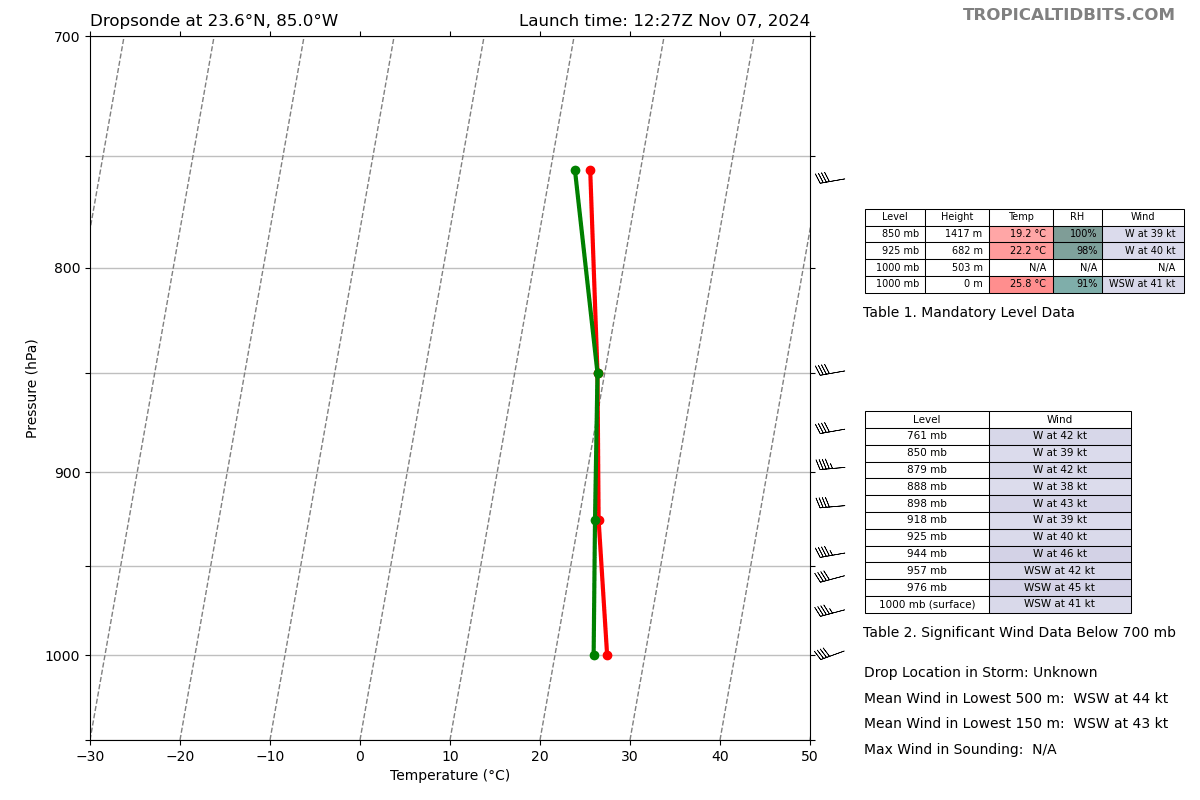 Dropsonde at 23.6°N, 85.0°W Launch time: 12:27Z Nov 07, 2024
TROPICALTIDBITS.COM
700
800
900
1000
Pressure (hPa)
−30 −20 −10 0 10 20 30 40 50
Temperature (°C)
Level Height Temp RH Wind
850 mb 1417 m 19.2 °C 100% W at 39 kt
925 mb 682 m 22.2 °C 98% W at 40 kt
1000 mb 503 m N/A N/A N/A
1000 mb 0 m 25.8 °C 91% WSW at 41 kt
Table 1. Mandatory Level Data
Level Wind
761 mb W at 42 kt
850 mb W at 39 kt
879 mb W at 42 kt
888 mb W at 38 kt
898 mb W at 43 kt
918 mb W at 39 kt
925 mb W at 40 kt
944 mb W at 46 kt
957 mb WSW at 42 kt
976 mb WSW at 45 kt
1000 mb (surface) WSW at 41 kt
Table 2. Significant Wind Data Below 700 mb
Drop Location in Storm: Unknown
Mean Wind in Lowest 500 m: WSW at 44 kt
Mean Wind in Lowest 150 m: WSW at 43 kt
Max Wind in Sounding: N/A